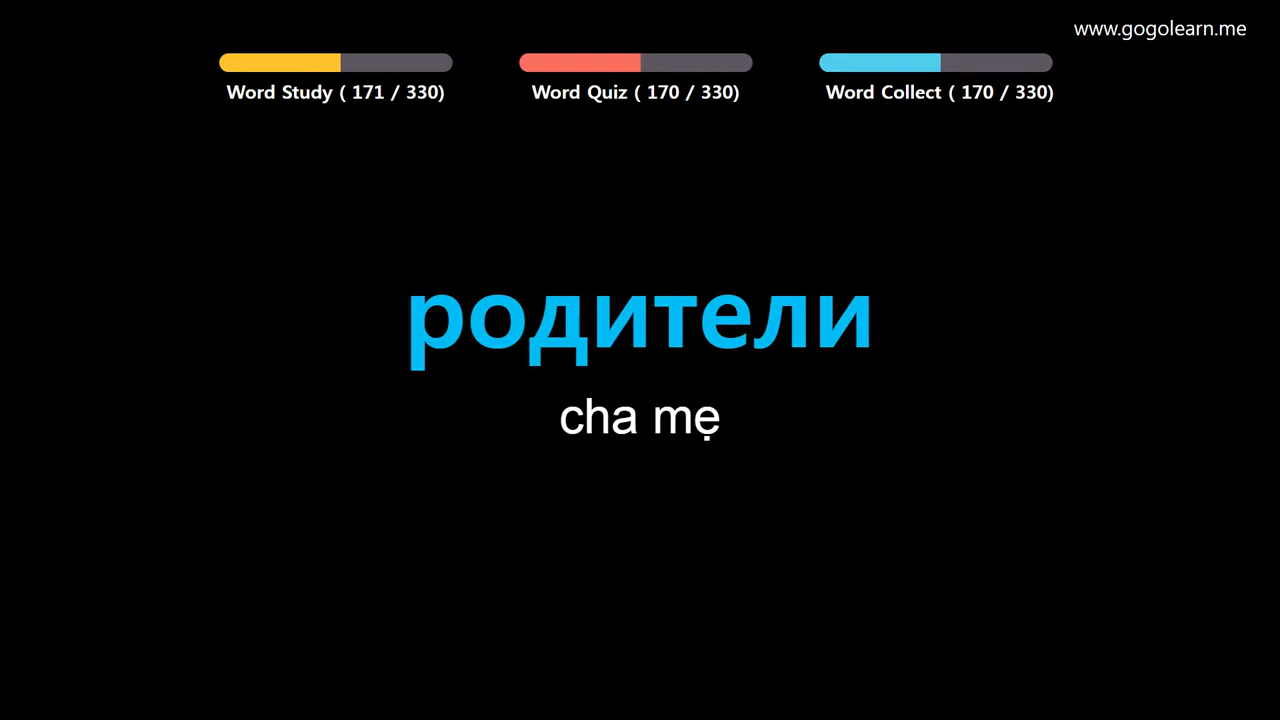 www.gogolearn.me
Word Study ( 171 / 330)
Word Quiz ( 170 / 330)
Word Collect ( 170 / 330)
родители
cha mẹ